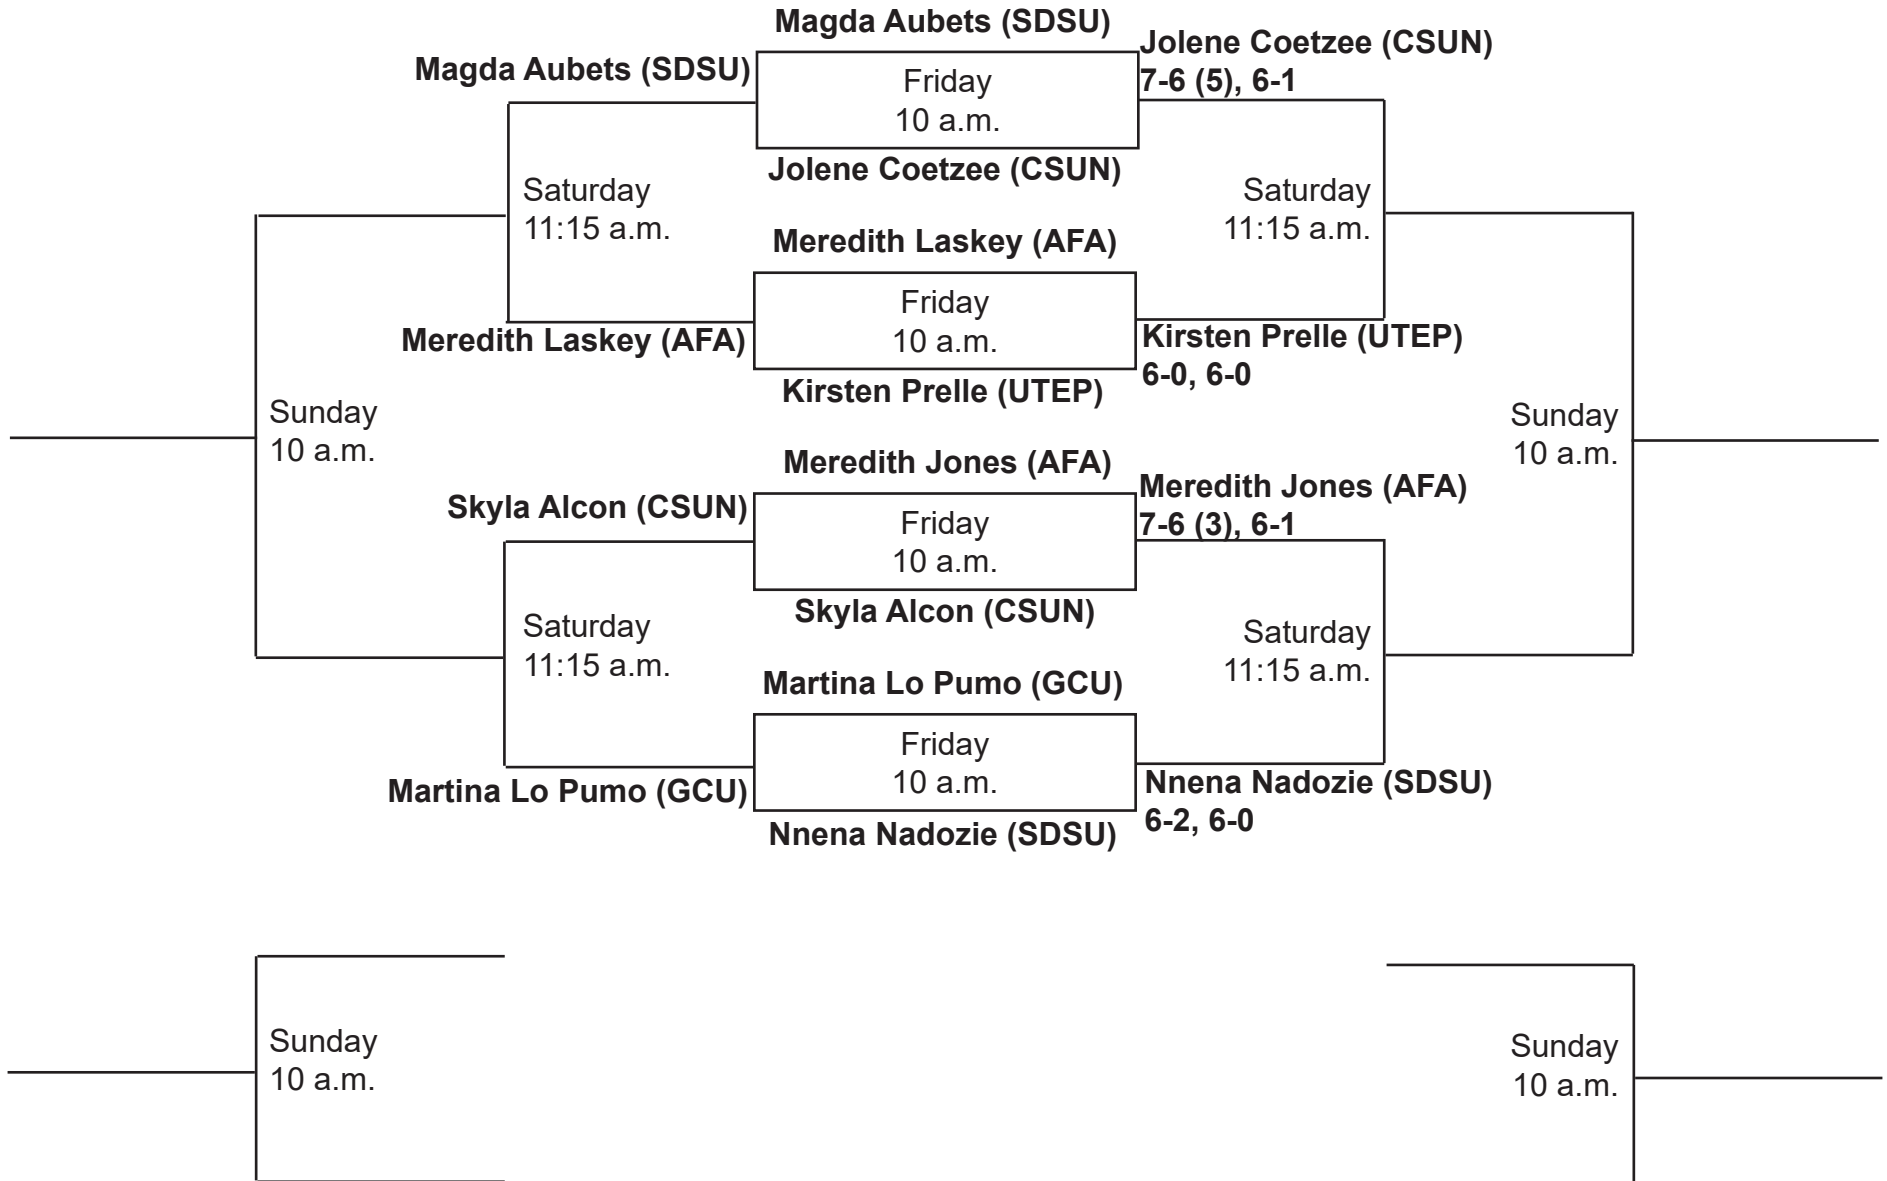 Magda Aubets (SDSU)
Jolene Coetzee (CSUN)
7-6 (5), 6-1
Magda Aubets (SDSU)
Friday
10 a.m.
Jolene Coetzee (CSUN)
Saturday
11:15 a.m.
Saturday
11:15 a.m.
Meredith Laskey (AFA)
Friday
10 a.m.
Meredith Laskey (AFA)
Kirsten Prelle (UTEP)
6-0, 6-0
Kirsten Prelle (UTEP)
Sunday
10 a.m.
Sunday
10 a.m.
Meredith Jones (AFA)
Skyla Alcon (CSUN)
Meredith Jones (AFA)
7-6 (3), 6-1
Friday
10 a.m.
Skyla Alcon (CSUN)
Saturday
11:15 a.m.
Saturday
11:15 a.m.
Martina Lo Pumo (GCU)
Friday
10 a.m.
Martina Lo Pumo (GCU)
Nnena Nadozie (SDSU)
6-2, 6-0
Nnena Nadozie (SDSU)
Sunday
10 a.m.
Sunday
10 a.m.